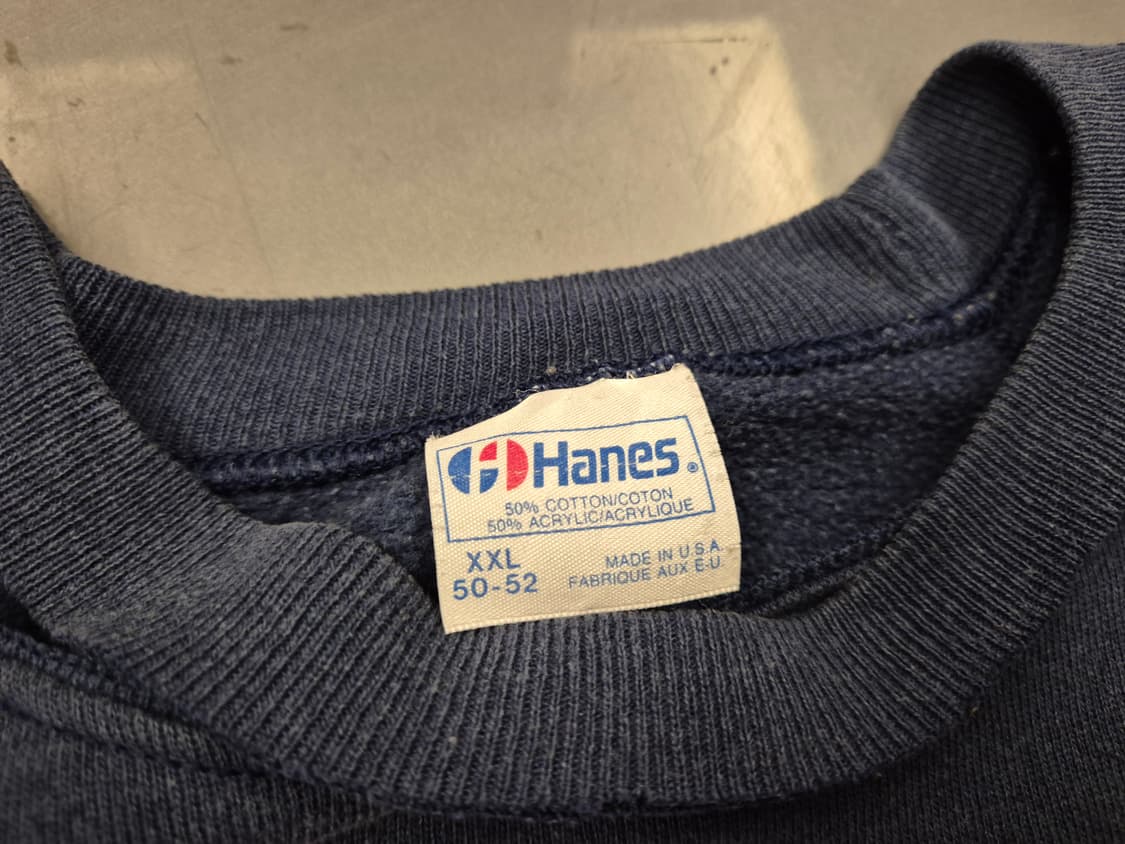 Hanes®
50% COTTON/COTON
50% ACRYLIC/ACRYLIQUE
XXL
50-52
MADE IN U.S.A.
FABRIQUE AUX E.U.